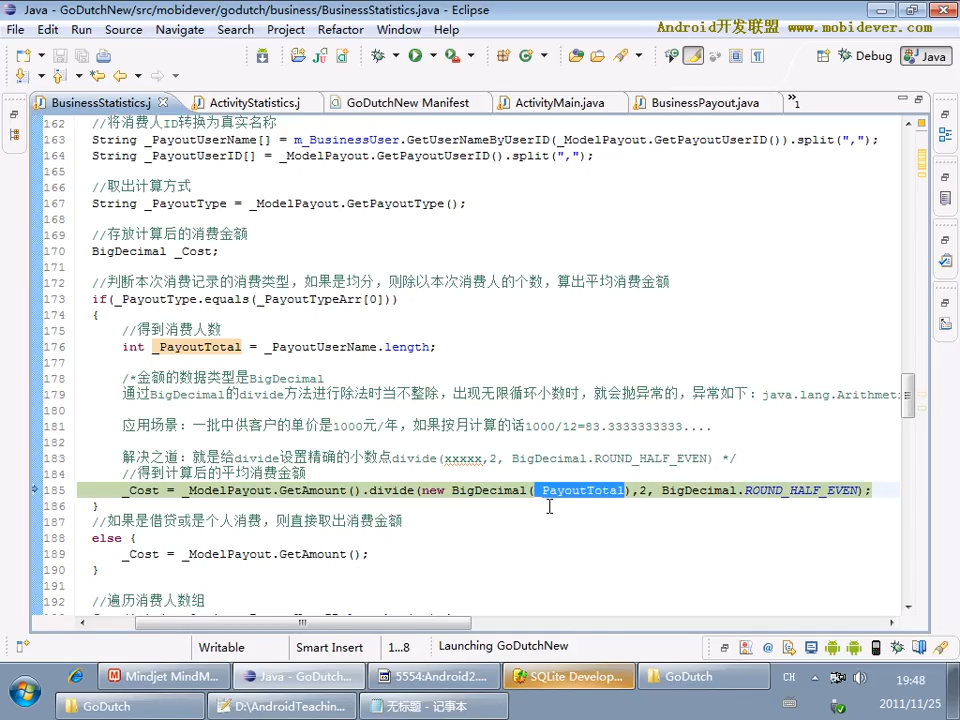 Java - GoDutchNew/src/mobidever/godutch/business/BusinessStatistics.java - Eclipse
File Edit Run Source Navigate Search Project Refactor Window Help
Android开发联盟 www.mobidever.com
Debug Java
BusinessStatistics.j ActivityStatistics.j GoDutchNew Manifest ActivityMain.java BusinessPayout.java »1
162 //将消费人ID转换为真实名称
163 String _PayoutUserName[] = m_BusinessUser.GetUserNameByUserID(_ModelPayout.GetPayoutUserID()).split(",");
164 String _PayoutUserID[] = _ModelPayout.GetPayoutUserID().split(",");
165
166 //取出计算方式
167 String _PayoutType = _ModelPayout.GetPayoutType();
168
169 //存放计算后的消费金额
170 BigDecimal _Cost;
171
172 //判断本次消费记录的消费类型，如果是均分，则除以本次消费人的个数，算出平均消费金额
173 if(_PayoutType.equals(_PayoutTypeArr[0]))
174 {
175 //得到消费人数
176 int _PayoutTotal = _PayoutUserName.length;
177
178 /*金额的数据类型是BigDecimal
179 通过BigDecimal的divide方法进行除法时当不整除，出现无限循环小数时，就会抛异常的，异常如下：java.lang.Arithmet
180
181 应用场景：一批中供客户的单价是1000元/年，如果按月计算的话1000/12=83.3333333333....
182
183 解决之道：就是给divide设置精确的小数点divide(xxxxx,2, BigDecimal.ROUND_HALF_EVEN) */
184 //得到计算后的平均消费金额
185 _Cost = _ModelPayout.GetAmount().divide(new BigDecimal(_PayoutTotal),2, BigDecimal.ROUND_HALF_EVEN);
186 }
187 //如果是借贷或是个人消费，则直接取出消费金额
188 else {
189 _Cost = _ModelPayout.GetAmount();
190 }
191
192 //遍历消费人数组
Writable Smart Insert 1...8 Launching GoDutchNew
Mindjet MindM... Java - GoDutch... 5554:Android2.... SQLite Develop... GoDutch CH 19:48
GoDutch D:\AndroidTeachin... 无标题 - 记事本 2011/11/25